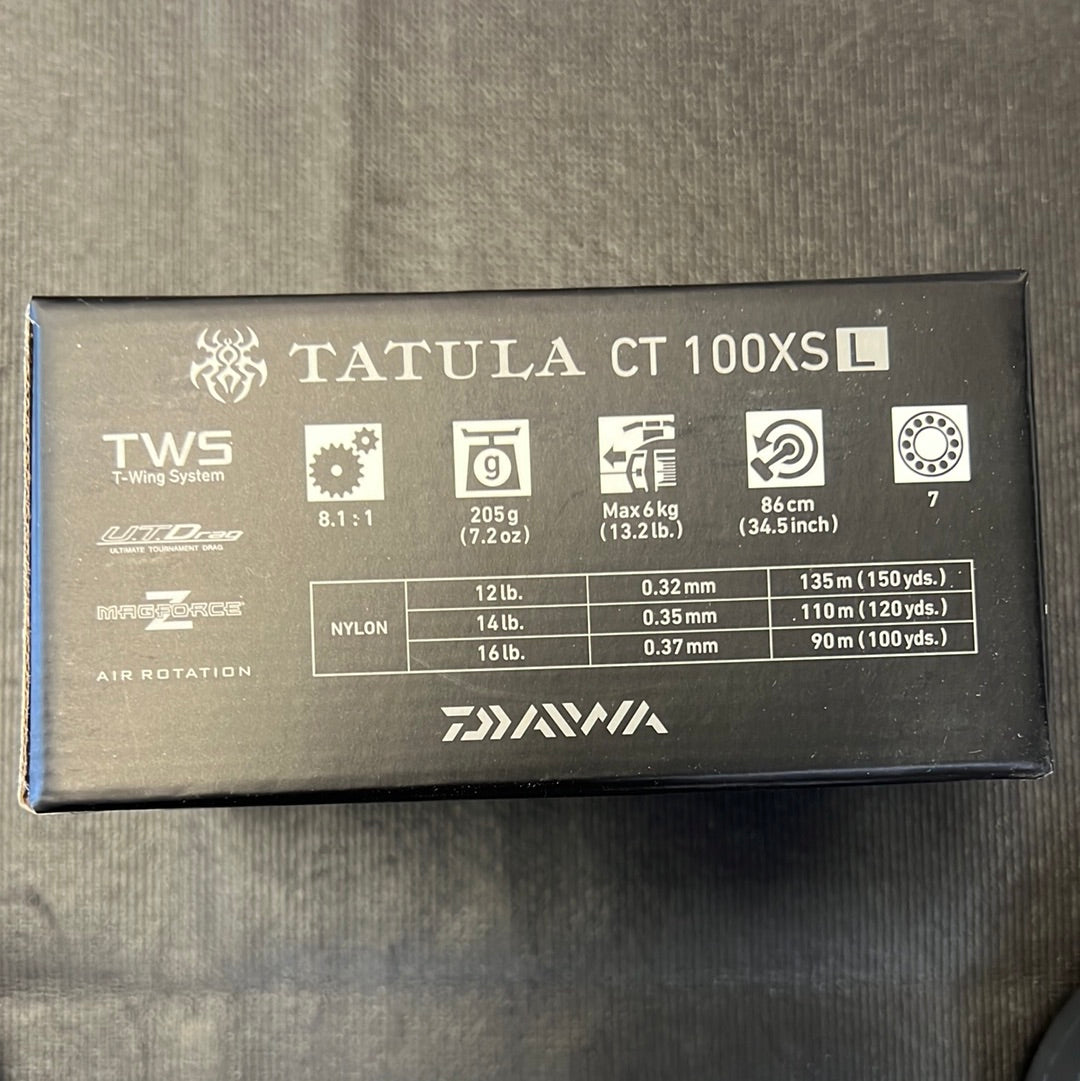 TATULA CT 100XS L
TWS
T-Wing System
U.T.Drag
ULTIMATE TOURNAMENT DRAG
MAGFORCE Z
AIR ROTATION
8.1 : 1
g
205 g
(7.2 oz)
Max 6 kg
(13.2 lb.)
86 cm
(34.5 inch)
7
NYLON
12 lb. 0.32 mm 135 m (150 yds.)
14 lb. 0.35 mm 110 m (120 yds.)
16 lb. 0.37 mm 90 m (100 yds.)
DAIWA